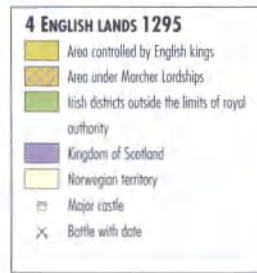 4 ENGLISH LANDS 1295
Area controlled by English kings
Area under Marcher Lordships
Irish districts outside the limits of royal
authority
Kingdom of Scotland
Norwegian territory
Major castle
Battle with date